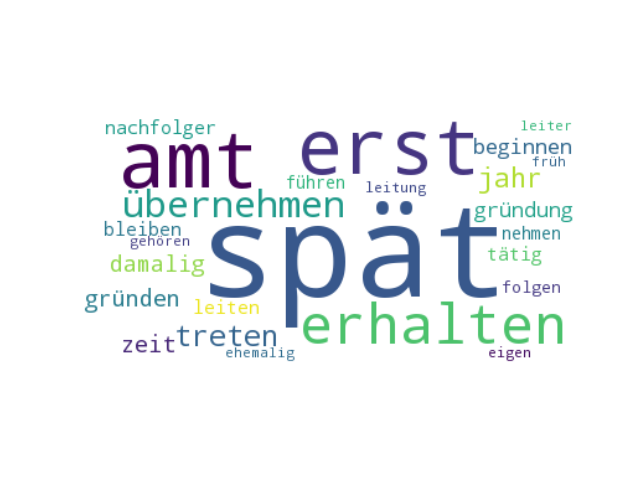 nachfolger
amt
erst
leiter
beginnen
früh
führen
leitung
jahr
übernehmen
spät
gründung
bleiben
gehören
nehmen
damalig
tätig
folgen
gründen
leiten
erhalten
zeit
treten
ehemalig
eigen